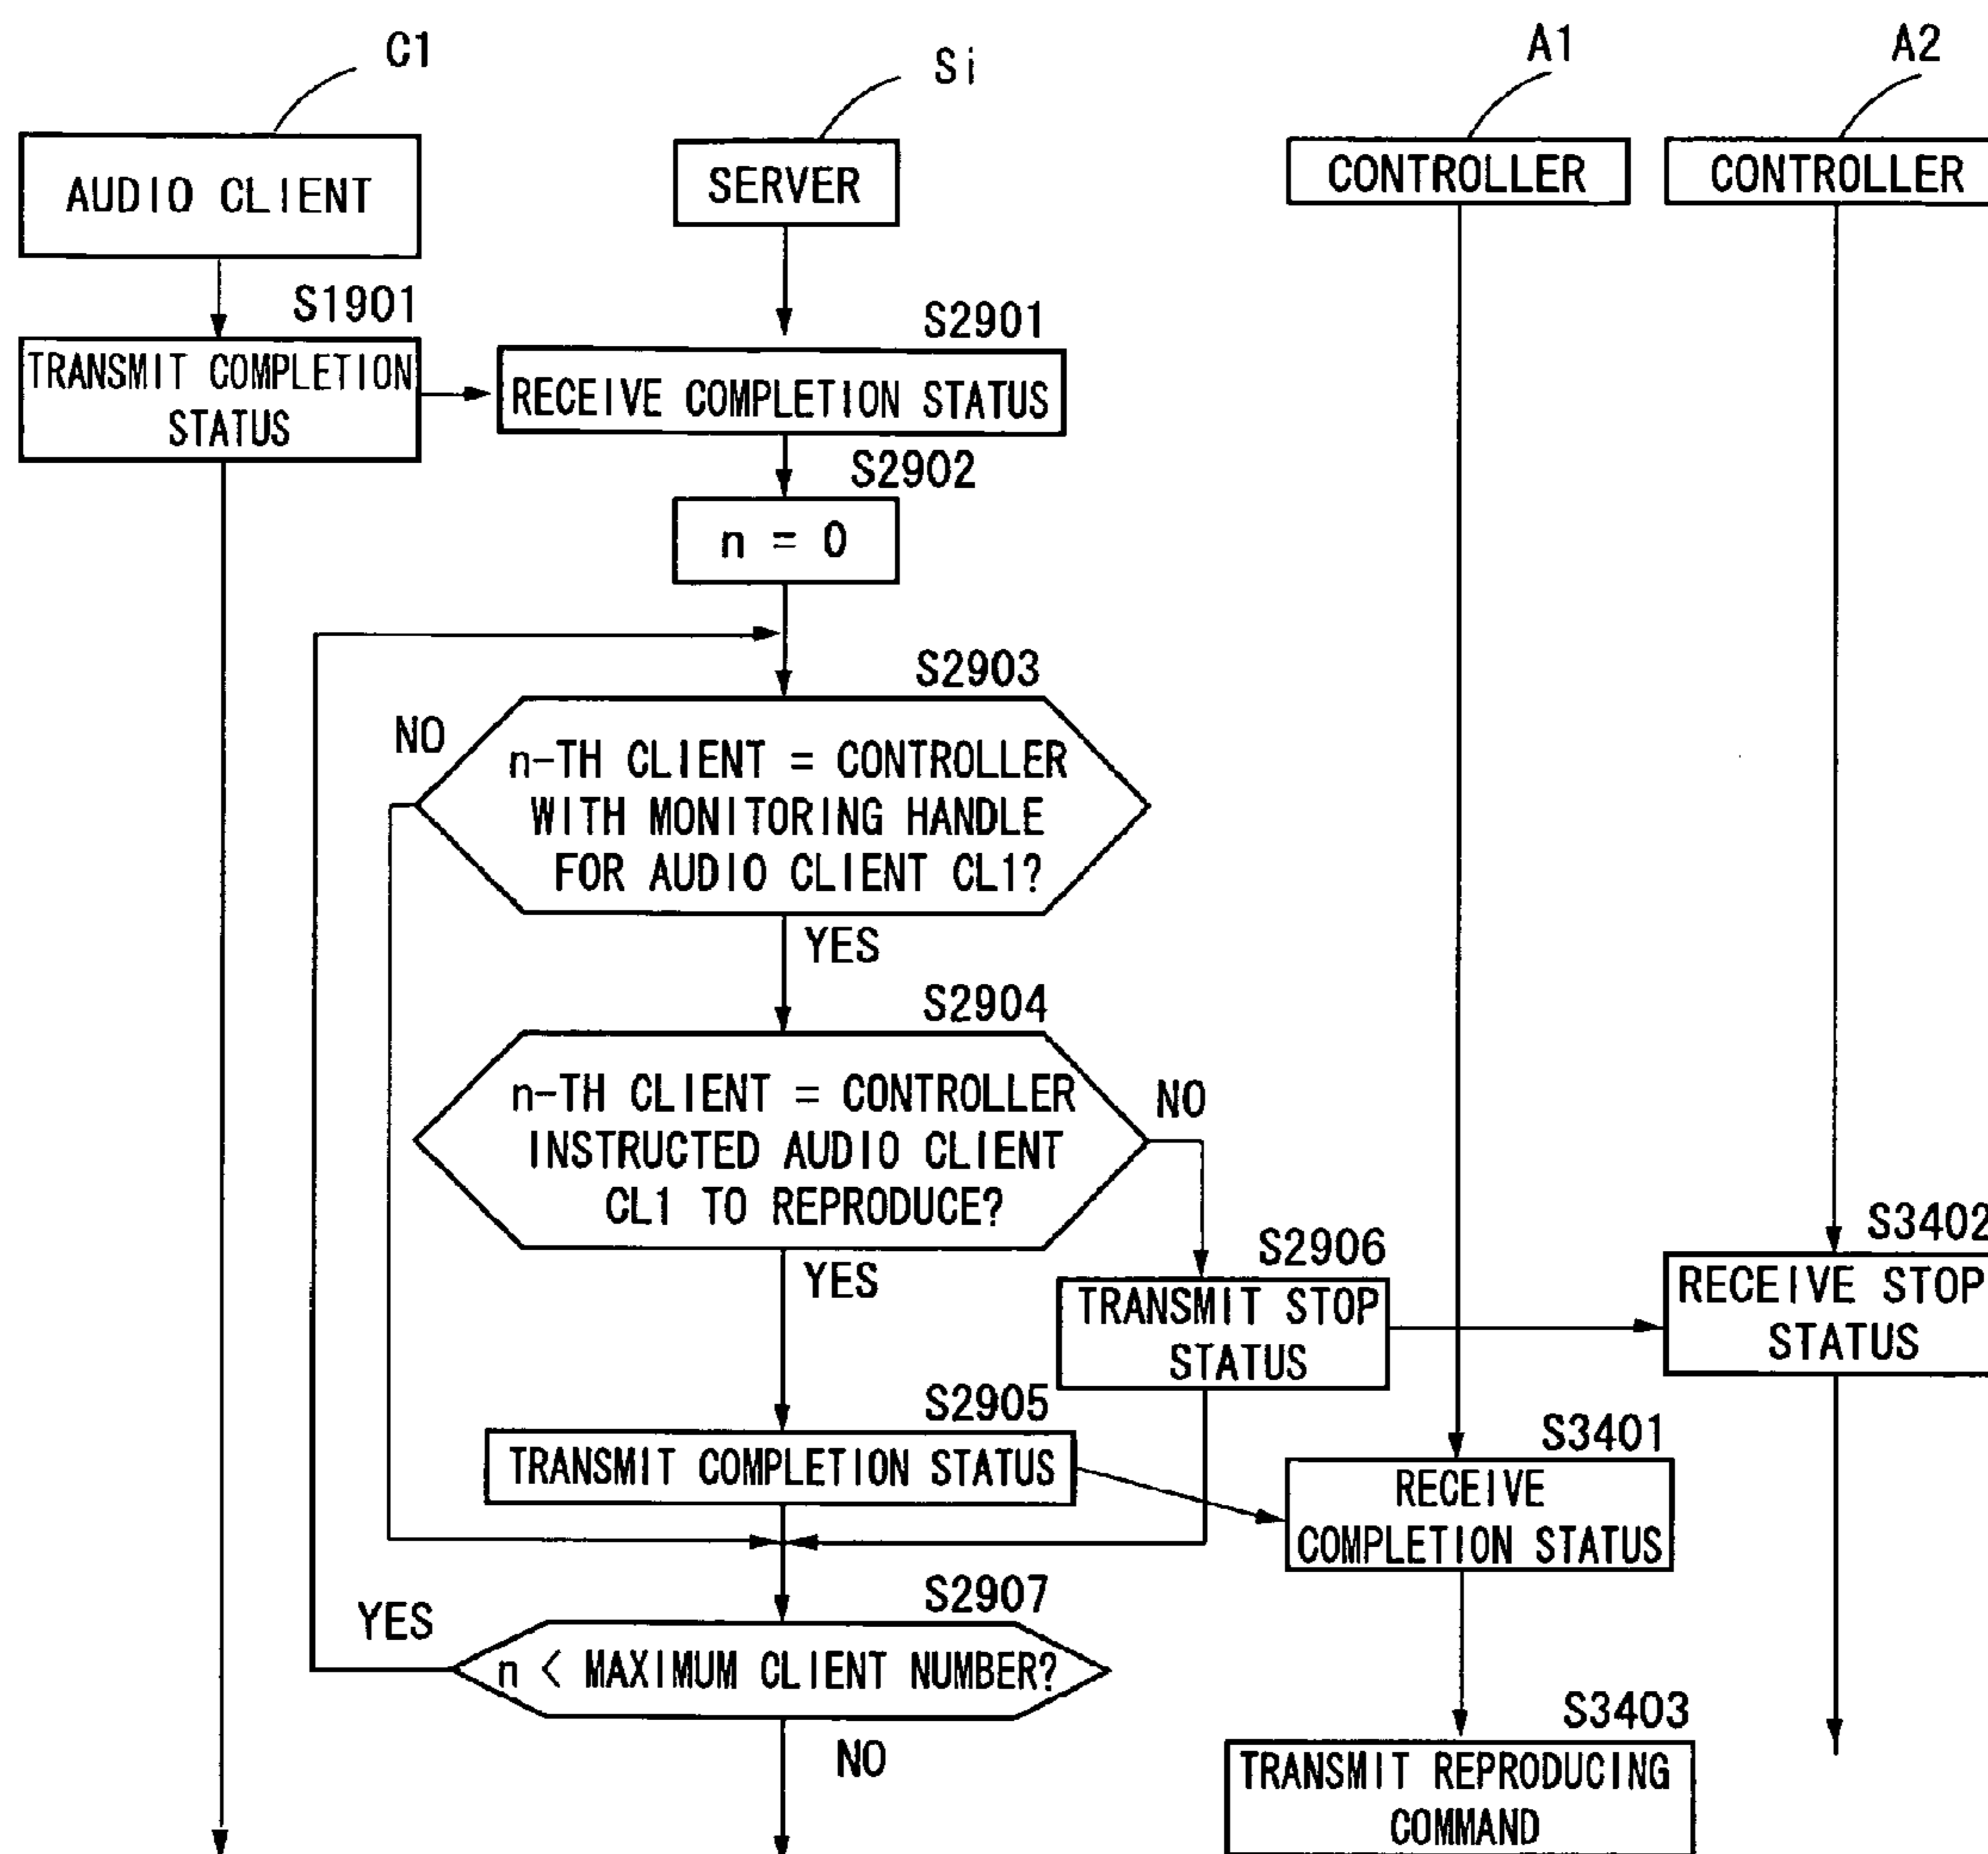 C1
Si
A1
A2
AUDIO CLIENT
SERVER
CONTROLLER
CONTROLLER
S1901
TRANSMIT COMPLETION
STATUS
S2901
RECEIVE COMPLETION STATUS
S2902
n = 0
S2903
NO
n-TH CLIENT = CONTROLLER
WITH MONITORING HANDLE
FOR AUDIO CLIENT CL1?
YES
S2904
n-TH CLIENT = CONTROLLER
INSTRUCTED AUDIO CLIENT
CL1 TO REPRODUCE?
NO
YES
S2906
TRANSMIT STOP
STATUS
S3402
RECEIVE STOP
STATUS
S2905
TRANSMIT COMPLETION STATUS
S3401
RECEIVE
COMPLETION STATUS
S2907
YES
n < MAXIMUM CLIENT NUMBER?
NO
S3403
TRANSMIT REPRODUCING
COMMAND